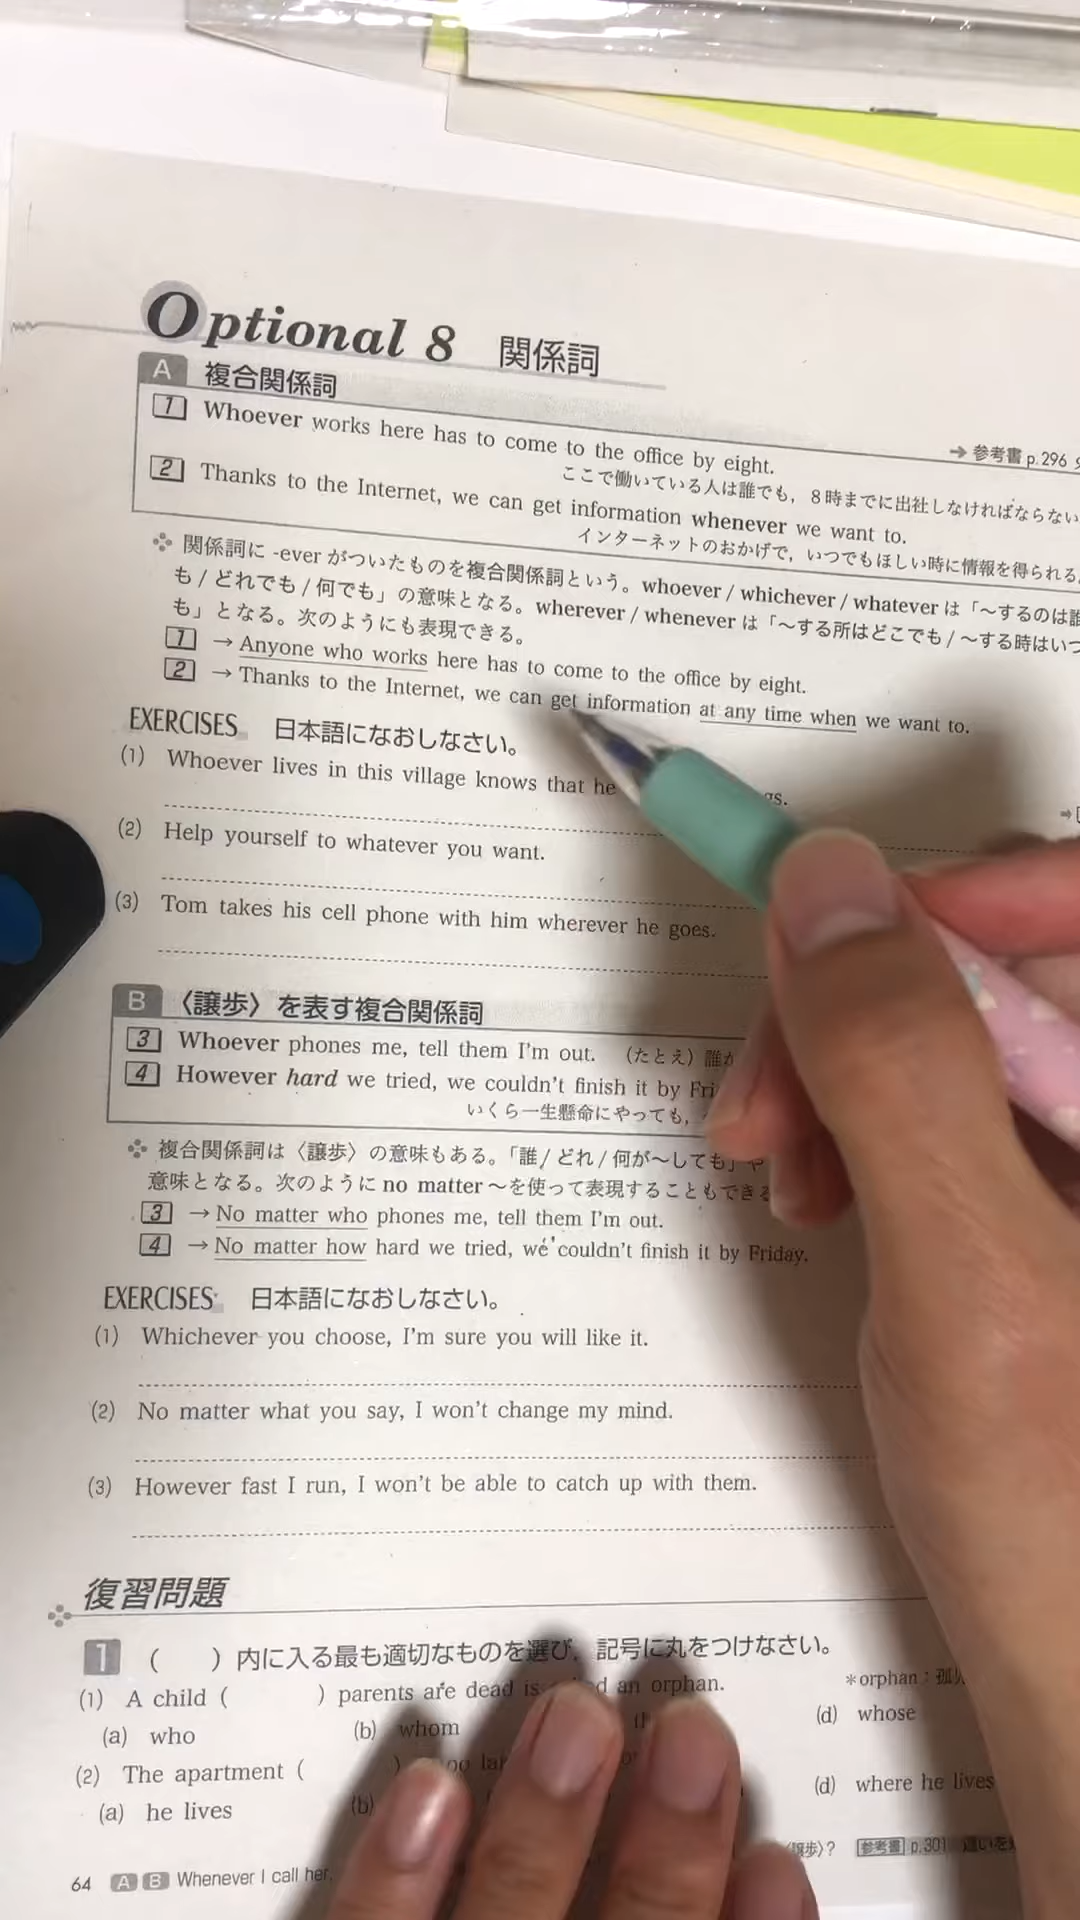 Optional 8 関係詞
A 複合関係詞
→ 参考書 p.296
1 Whoever works here has to come to the office by eight.
ここで働いている人は誰でも，8時までに出社しなければならない
2 Thanks to the Internet, we can get information whenever we want to.
インターネットのおかげで，いつでもほしい時に情報を得られる
関係詞に -ever がついたものを複合関係詞という。whoever / whichever / whatever は「〜するのは誰
も / どれでも / 何でも」の意味となる。wherever / whenever は「〜する所はどこでも / 〜する時はいつ
も」となる。次のようにも表現できる。
1 → Anyone who works here has to come to the office by eight.
2 → Thanks to the Internet, we can get information at any time when we want to.
EXERCISES 日本語になおしなさい。
(1) Whoever lives in this village knows that he gs.
(2) Help yourself to whatever you want.
(3) Tom takes his cell phone with him wherever he goes.
B 〈譲歩〉を表す複合関係詞
3 Whoever phones me, tell them I'm out. （たとえ）誰か
4 However hard we tried, we couldn't finish it by Fri
いくら一生懸命にやっても，
複合関係詞は〈譲歩〉の意味もある。「誰 / どれ / 何が〜しても」や
意味となる。次のように no matter 〜を使って表現することもできる
3 → No matter who phones me, tell them I'm out.
4 → No matter how hard we tried, we couldn't finish it by Friday.
EXERCISES 日本語になおしなさい。
(1) Whichever you choose, I'm sure you will like it.
(2) No matter what you say, I won't change my mind.
(3) However fast I run, I won't be able to catch up with them.
復習問題
1 （ ）内に入る最も適切なものを選び，記号に丸をつけなさい。
(1) A child ( ) parents are dead is an orphan. *orphan：孤児
(a) who (b) whom (d) whose
(2) The apartment ( )
(a) he lives (b) (d) where he lives
譲歩〉? 参考書 p.301
64 A B Whenever I call her,